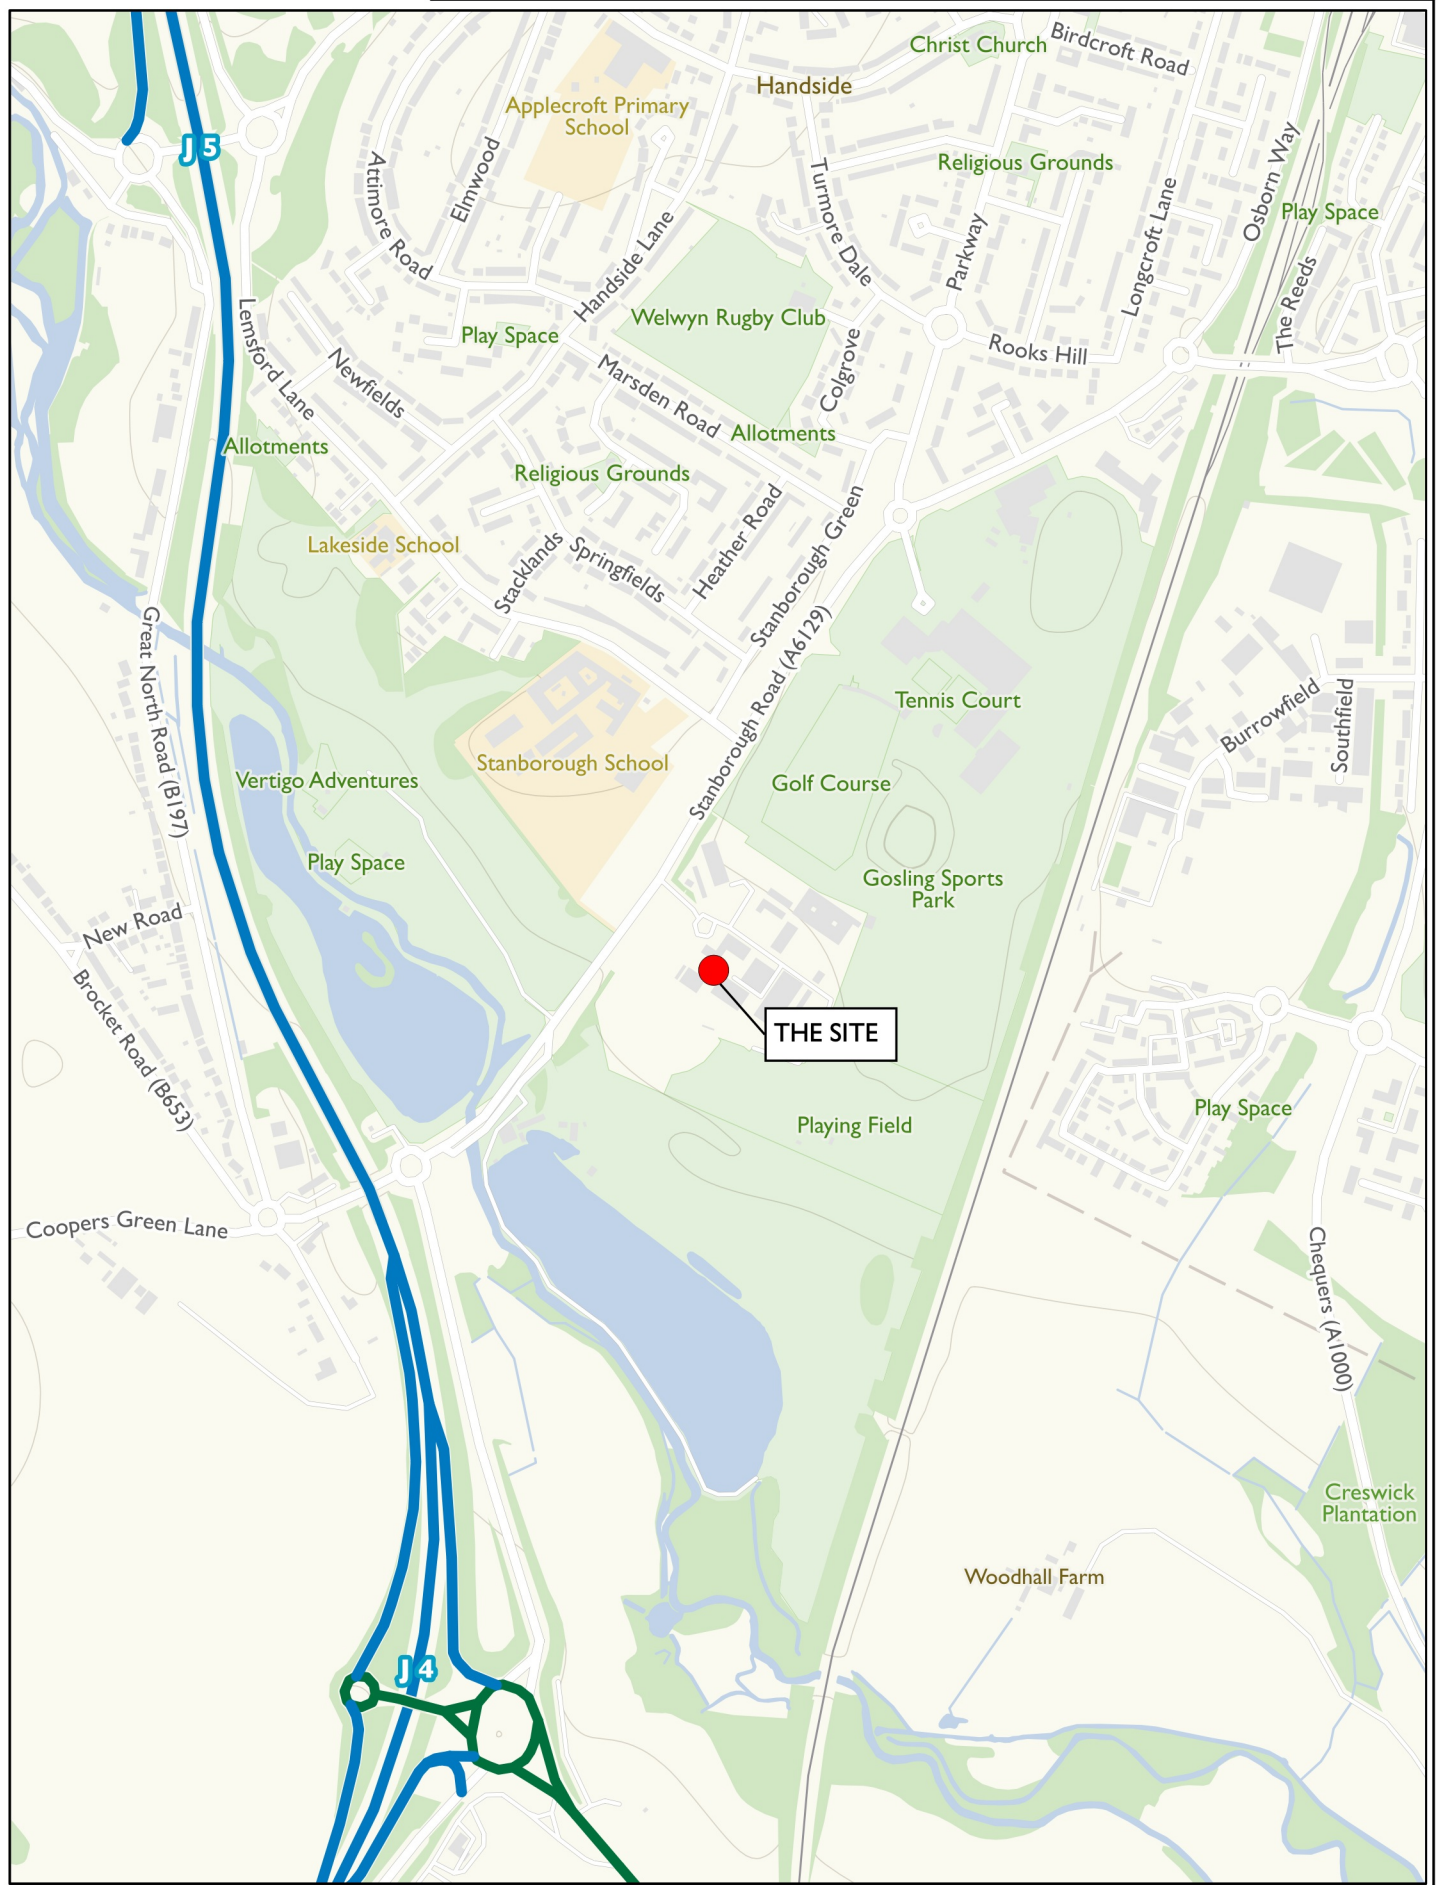 Christ Church
Birdcroft Road
Handside
Applecroft Primary
School
J 5
Attimore Road
Elmwood
Turmore Dale
Religious Grounds
Parkway
Longcroft Lane
Osborn Way
Play Space
The Reeds
Handside Lane
Welwyn Rugby Club
Play Space
Lemsford Lane
Newfields
Marsden Road
Colgrove
Rooks Hill
Allotments
Allotments
Religious Grounds
Lakeside School
Stacklands
Springfields
Heather Road
Stanborough Green
Stanborough Road (A6129)
Great North Road (B197)
Tennis Court
Burrowfield
Southfield
Stanborough School
Vertigo Adventures
Golf Course
Play Space
Gosling Sports
Park
New Road
Brocket Road (B653)
THE SITE
Play Space
Playing Field
Coopers Green Lane
Chequers (A1000)
Creswick
Plantation
Woodhall Farm
J 4